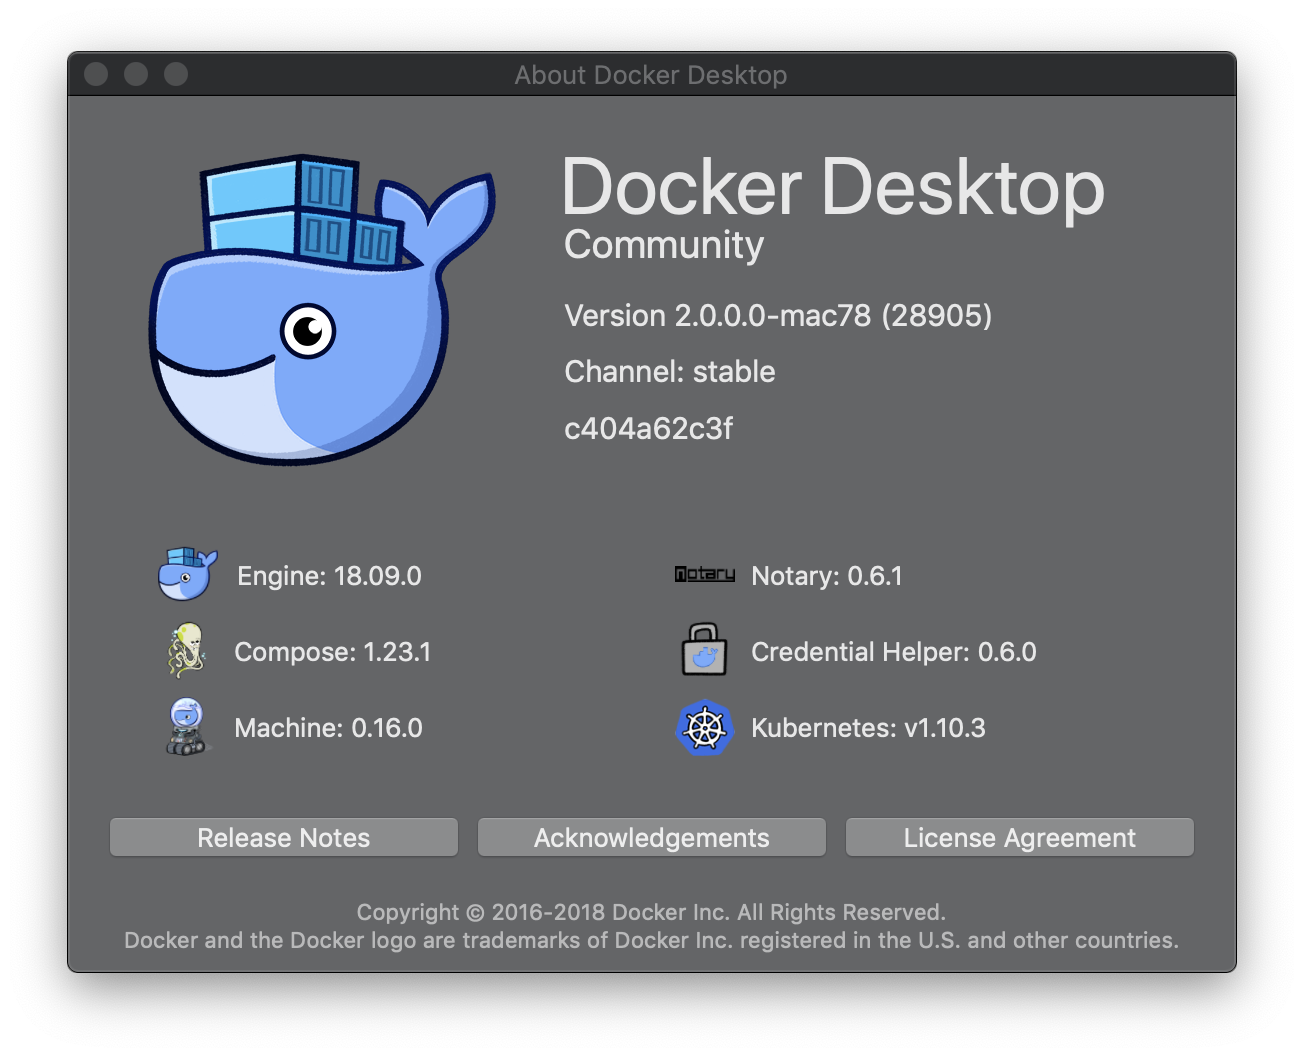 About Docker Desktop
Docker Desktop
Community
Version 2.0.0.0-mac78 (28905)
Channel: stable
c404a62c3f
Engine: 18.09.0
notary Notary: 0.6.1
Compose: 1.23.1
Credential Helper: 0.6.0
Machine: 0.16.0
Kubernetes: v1.10.3
Release Notes
Acknowledgements
License Agreement
Copyright © 2016-2018 Docker Inc. All Rights Reserved.
Docker and the Docker logo are trademarks of Docker Inc. registered in the U.S. and other countries.